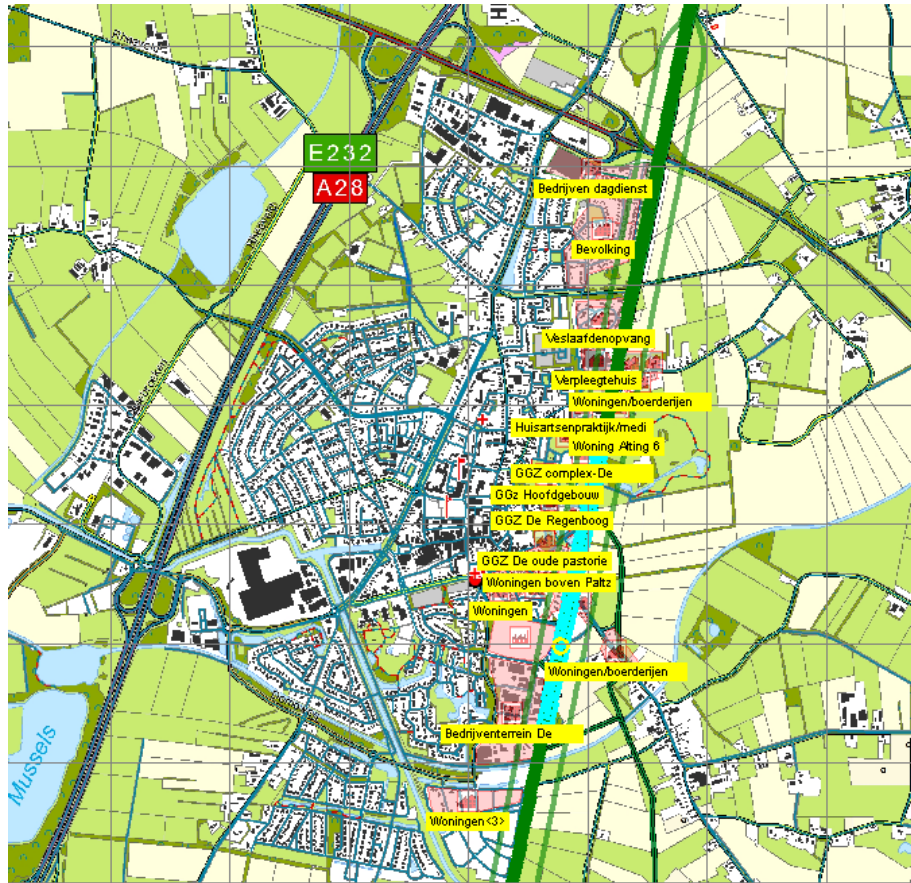 H
E232
A28
Bedrijven dagdienst
Bevolking
Veslaafdenopvang
Verpleegtehuis
Woningen/boerderijen
Huisartsenpraktijk/medi
Woning Alting 6
GGZ complex-De
GGz Hoofdgebouw
GGZ De Regenboog
GGZ De oude pastorie
Woningen boven Paltz
Woningen
Woningen/boerderijen
Mussels
Bedrijventerrein De
Woningen<3>